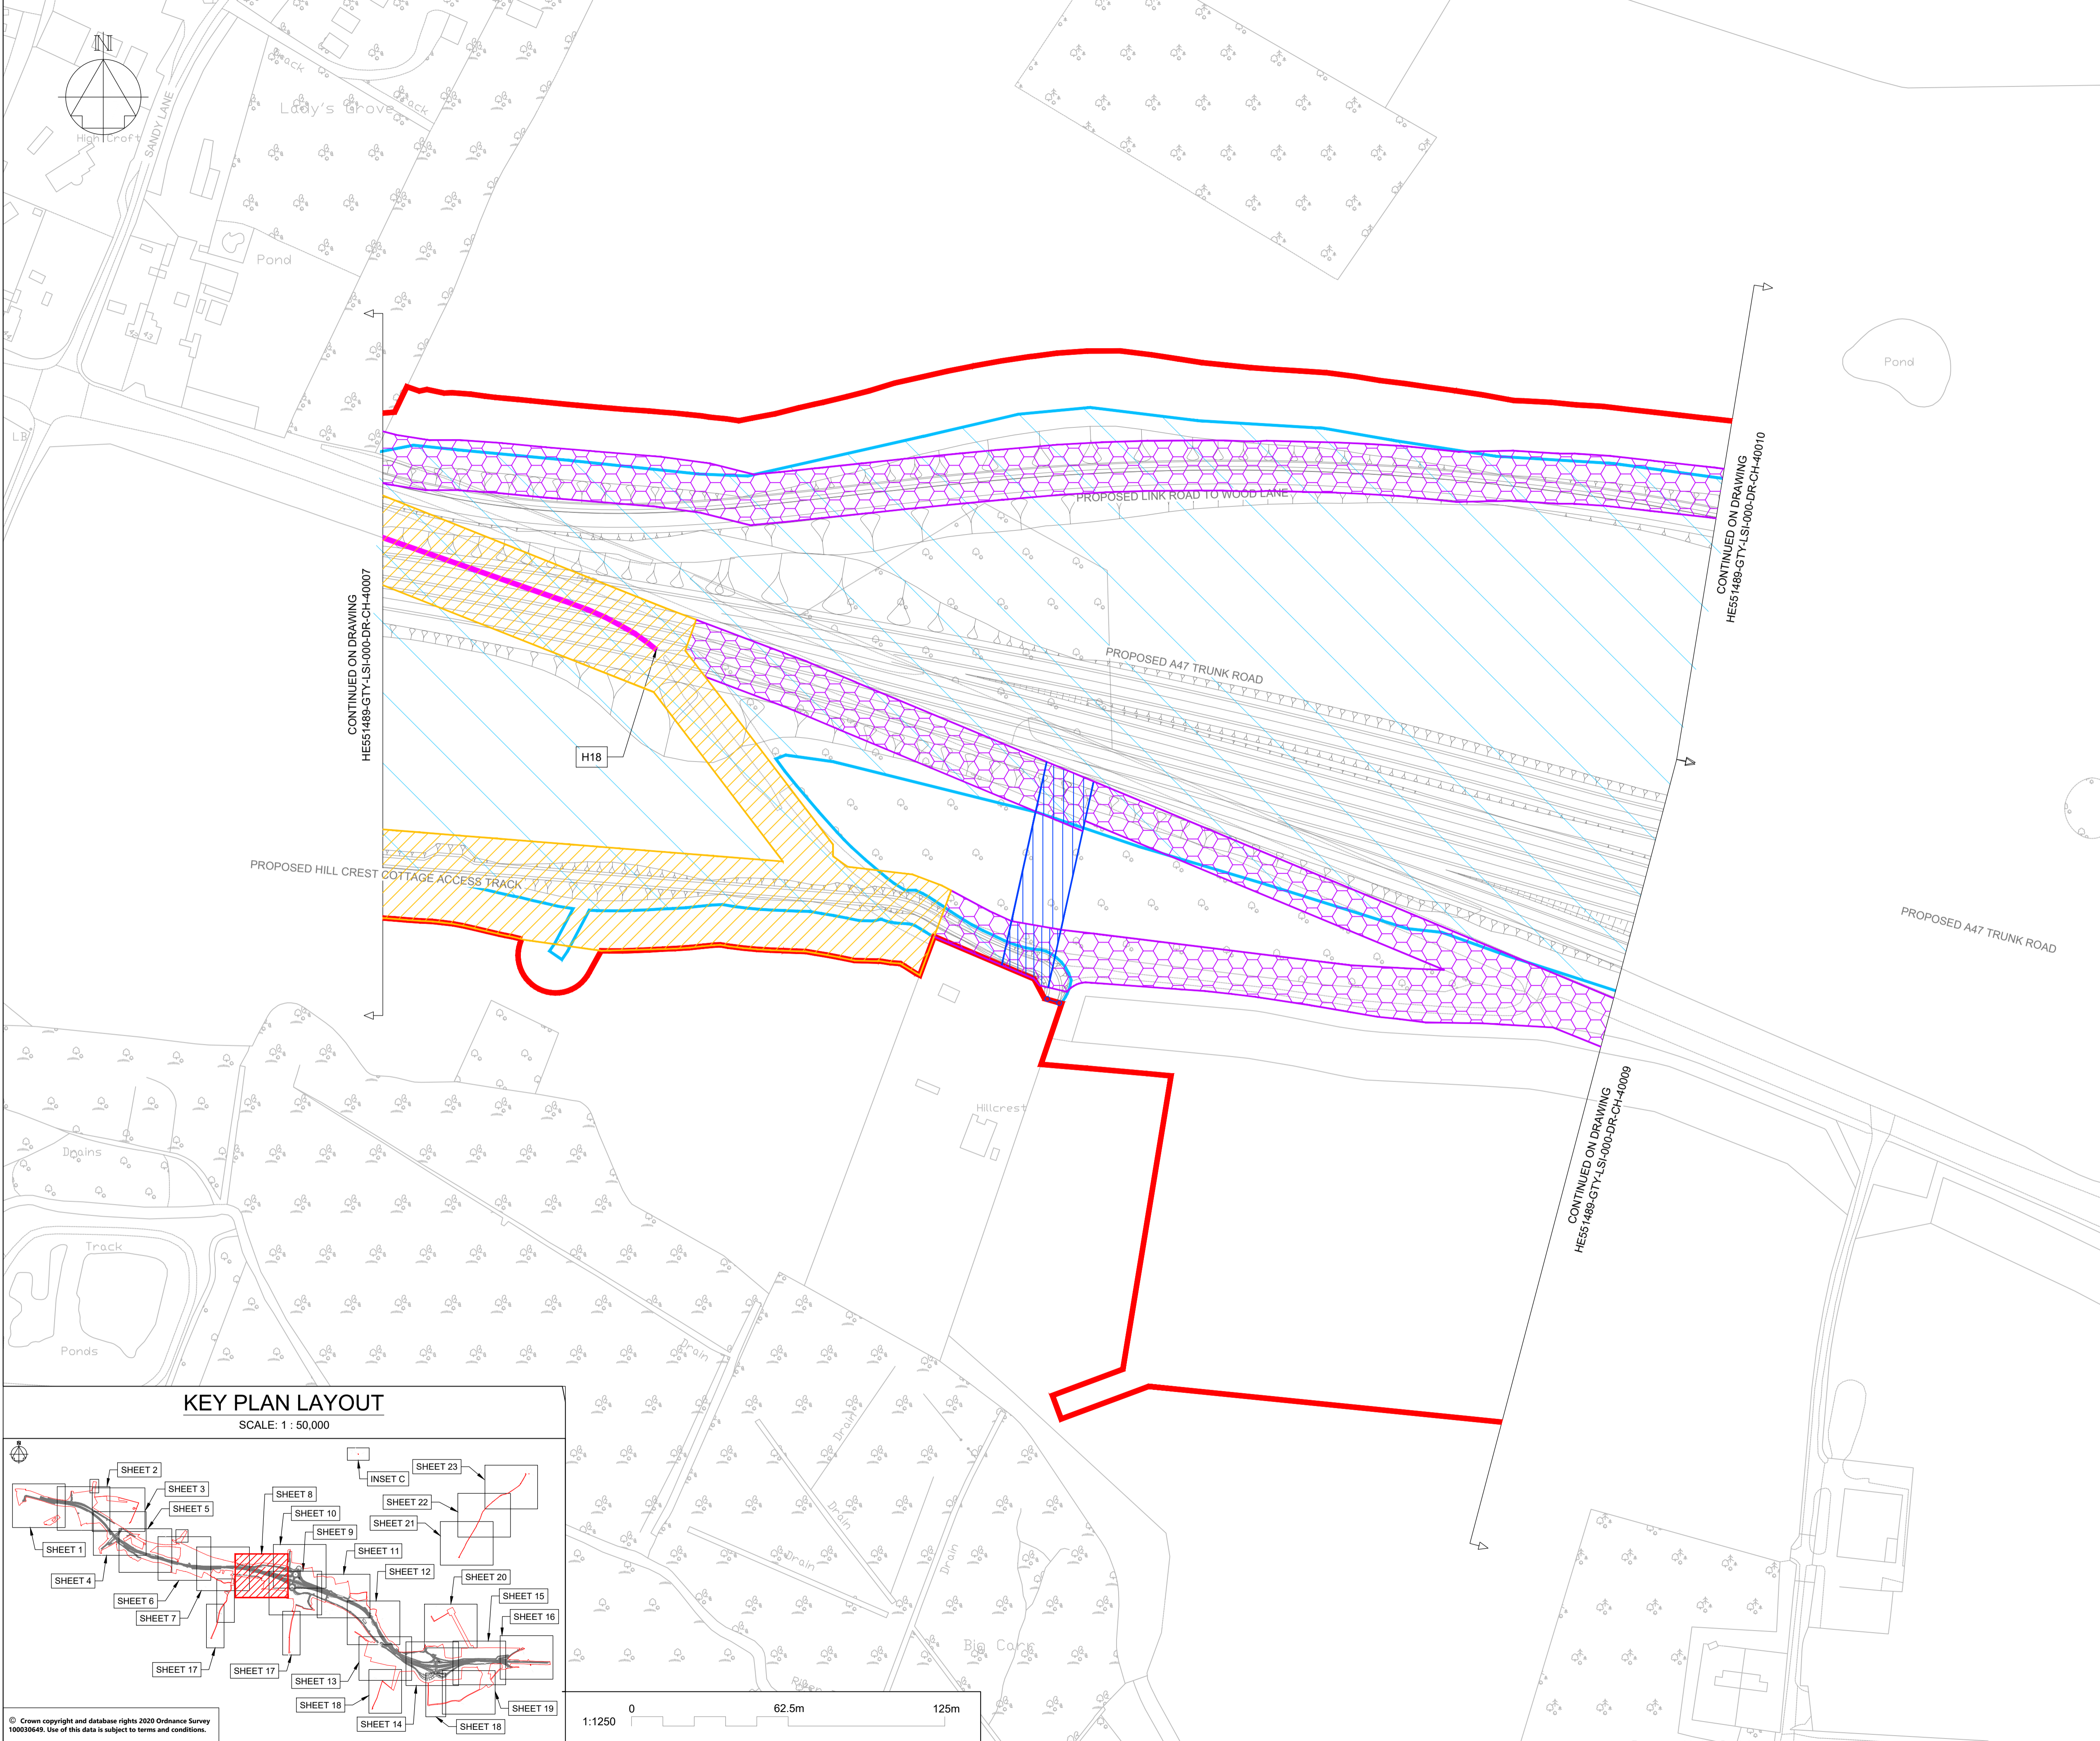 N
Track
Track
Lady's Grove
High Croft
SANDY LANE
Pond
42
43
LB
Pond
CONTINUED ON DRAWING
HE551489-GTY-LSI-000-DR-CH-40010
PROPOSED LINK ROAD TO WOOD LANE
CONTINUED ON DRAWING
HE551489-GTY-LSI-000-DR-CH-40007
PROPOSED A47 TRUNK ROAD
H18
PROPOSED HILL CREST COTTAGE ACCESS TRACK
PROPOSED A47 TRUNK ROAD
Hillcrest
CONTINUED ON DRAWING
HE551489-GTY-LSI-000-DR-CH-40009
Drains
Track
Ponds
Drain
Drain
Drain
Drain
Drain
Big Carr
KEY PLAN LAYOUT
SCALE: 1 : 50,000
N
SHEET 2
SHEET 3
SHEET 5
SHEET 1
SHEET 4
SHEET 6
SHEET 7
SHEET 8
SHEET 10
SHEET 9
SHEET 11
SHEET 12
INSET C
SHEET 23
SHEET 22
SHEET 21
SHEET 20
SHEET 15
SHEET 16
SHEET 17
SHEET 17
SHEET 13
SHEET 18
SHEET 14
SHEET 18
SHEET 19
© Crown copyright and database rights 2020 Ordnance Survey
100030649. Use of this data is subject to terms and conditions.
1:1250
0
62.5m
125m